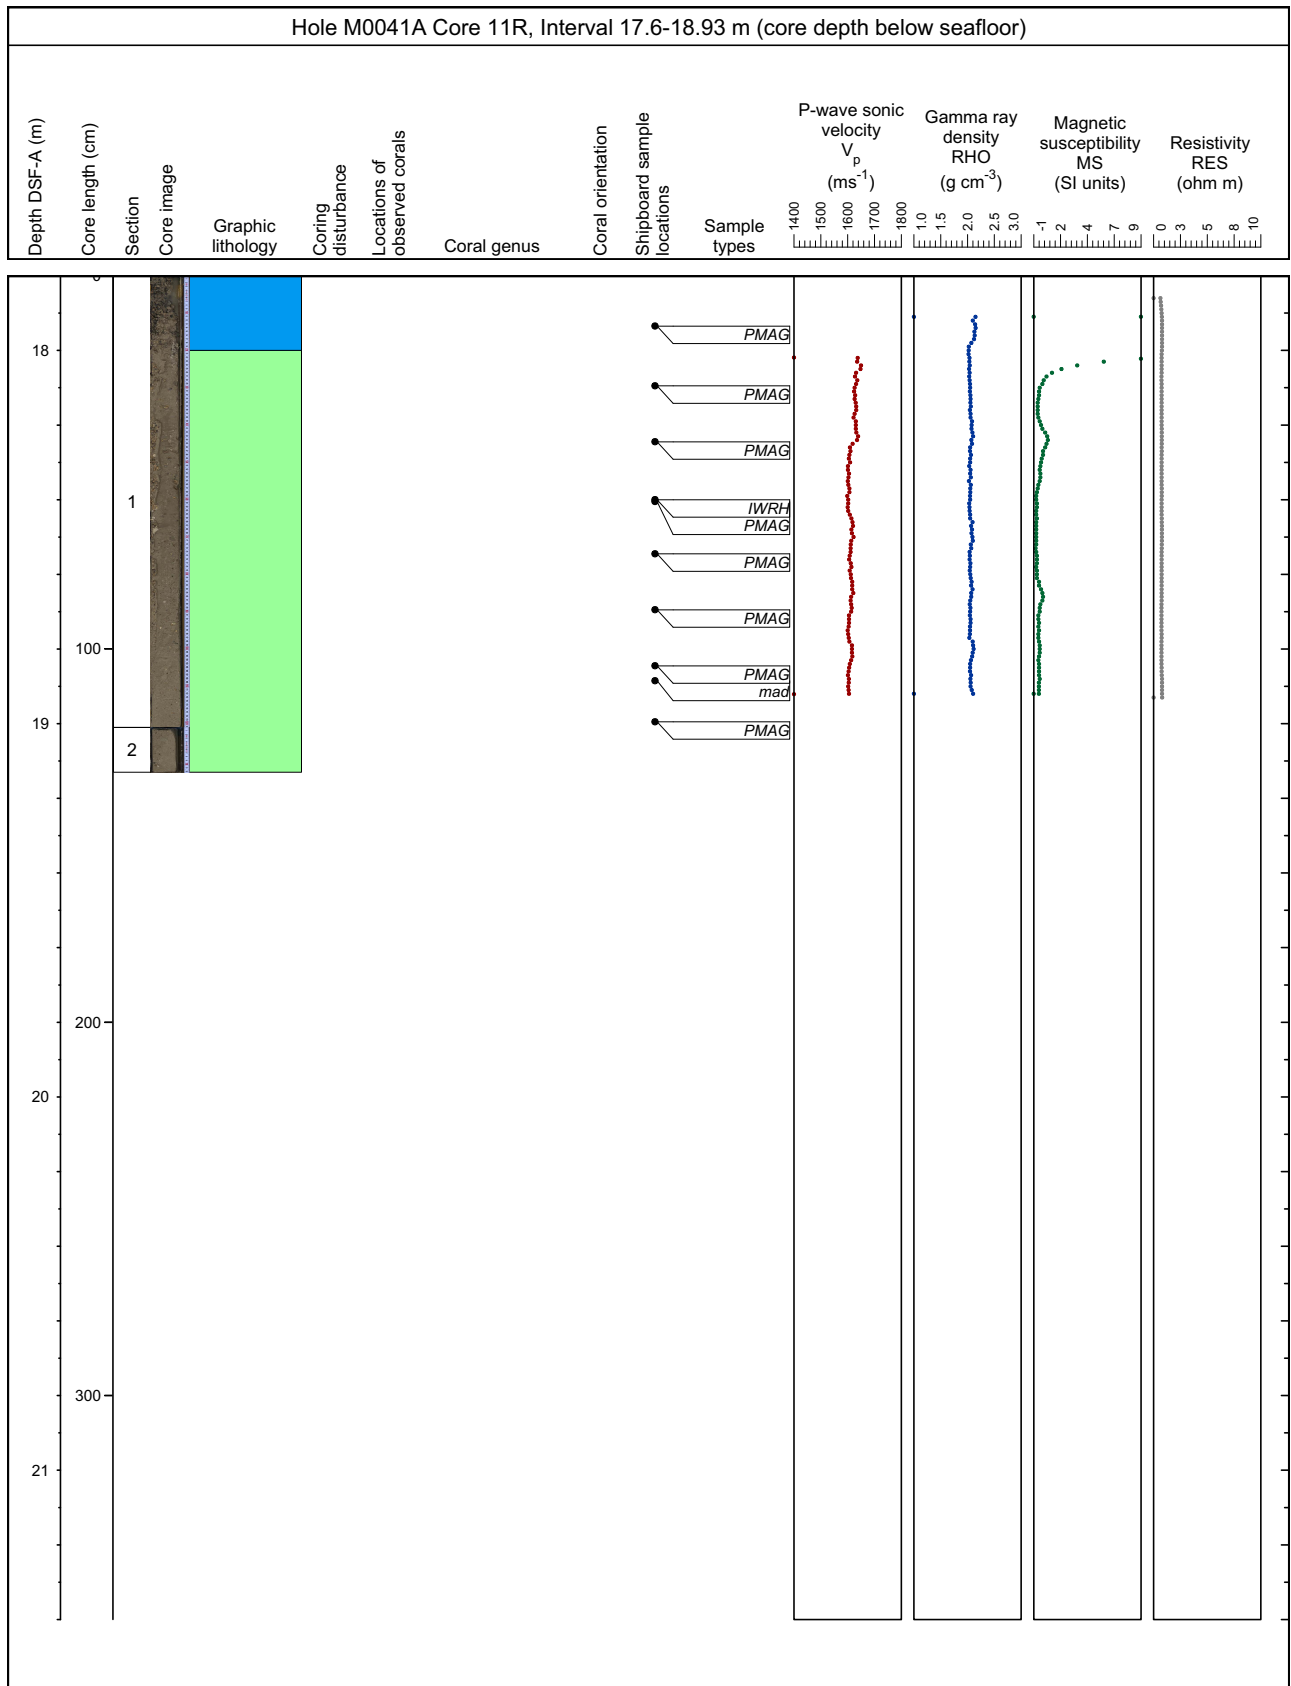 Hole M0041A Core 11R, Interval 17.6-18.93 m (core depth below seafloor)
Depth DSF-A (m)
Core length (cm)
Section
Core image
Graphic
lithology
Coring
disturbance
Locations of
observed corals
Coral genus
Coral orientation
Shipboard sample
locations
Sample
types
P-wave sonic
velocity
Vp
(ms-1)
1400 1500 1600 1700 1800
Gamma ray
density
RHO
(g cm-3)
1.0 1.5 2.0 2.5 3.0
Magnetic
susceptibility
MS
(SI units)
-1 2 4 7 9
Resistivity
RES
(ohm m)
0 3 5 8 10
0
PMAG
18
PMAG
PMAG
1
IWRH
PMAG
PMAG
PMAG
100
PMAG
mad
19
PMAG
2
200
20
300
21